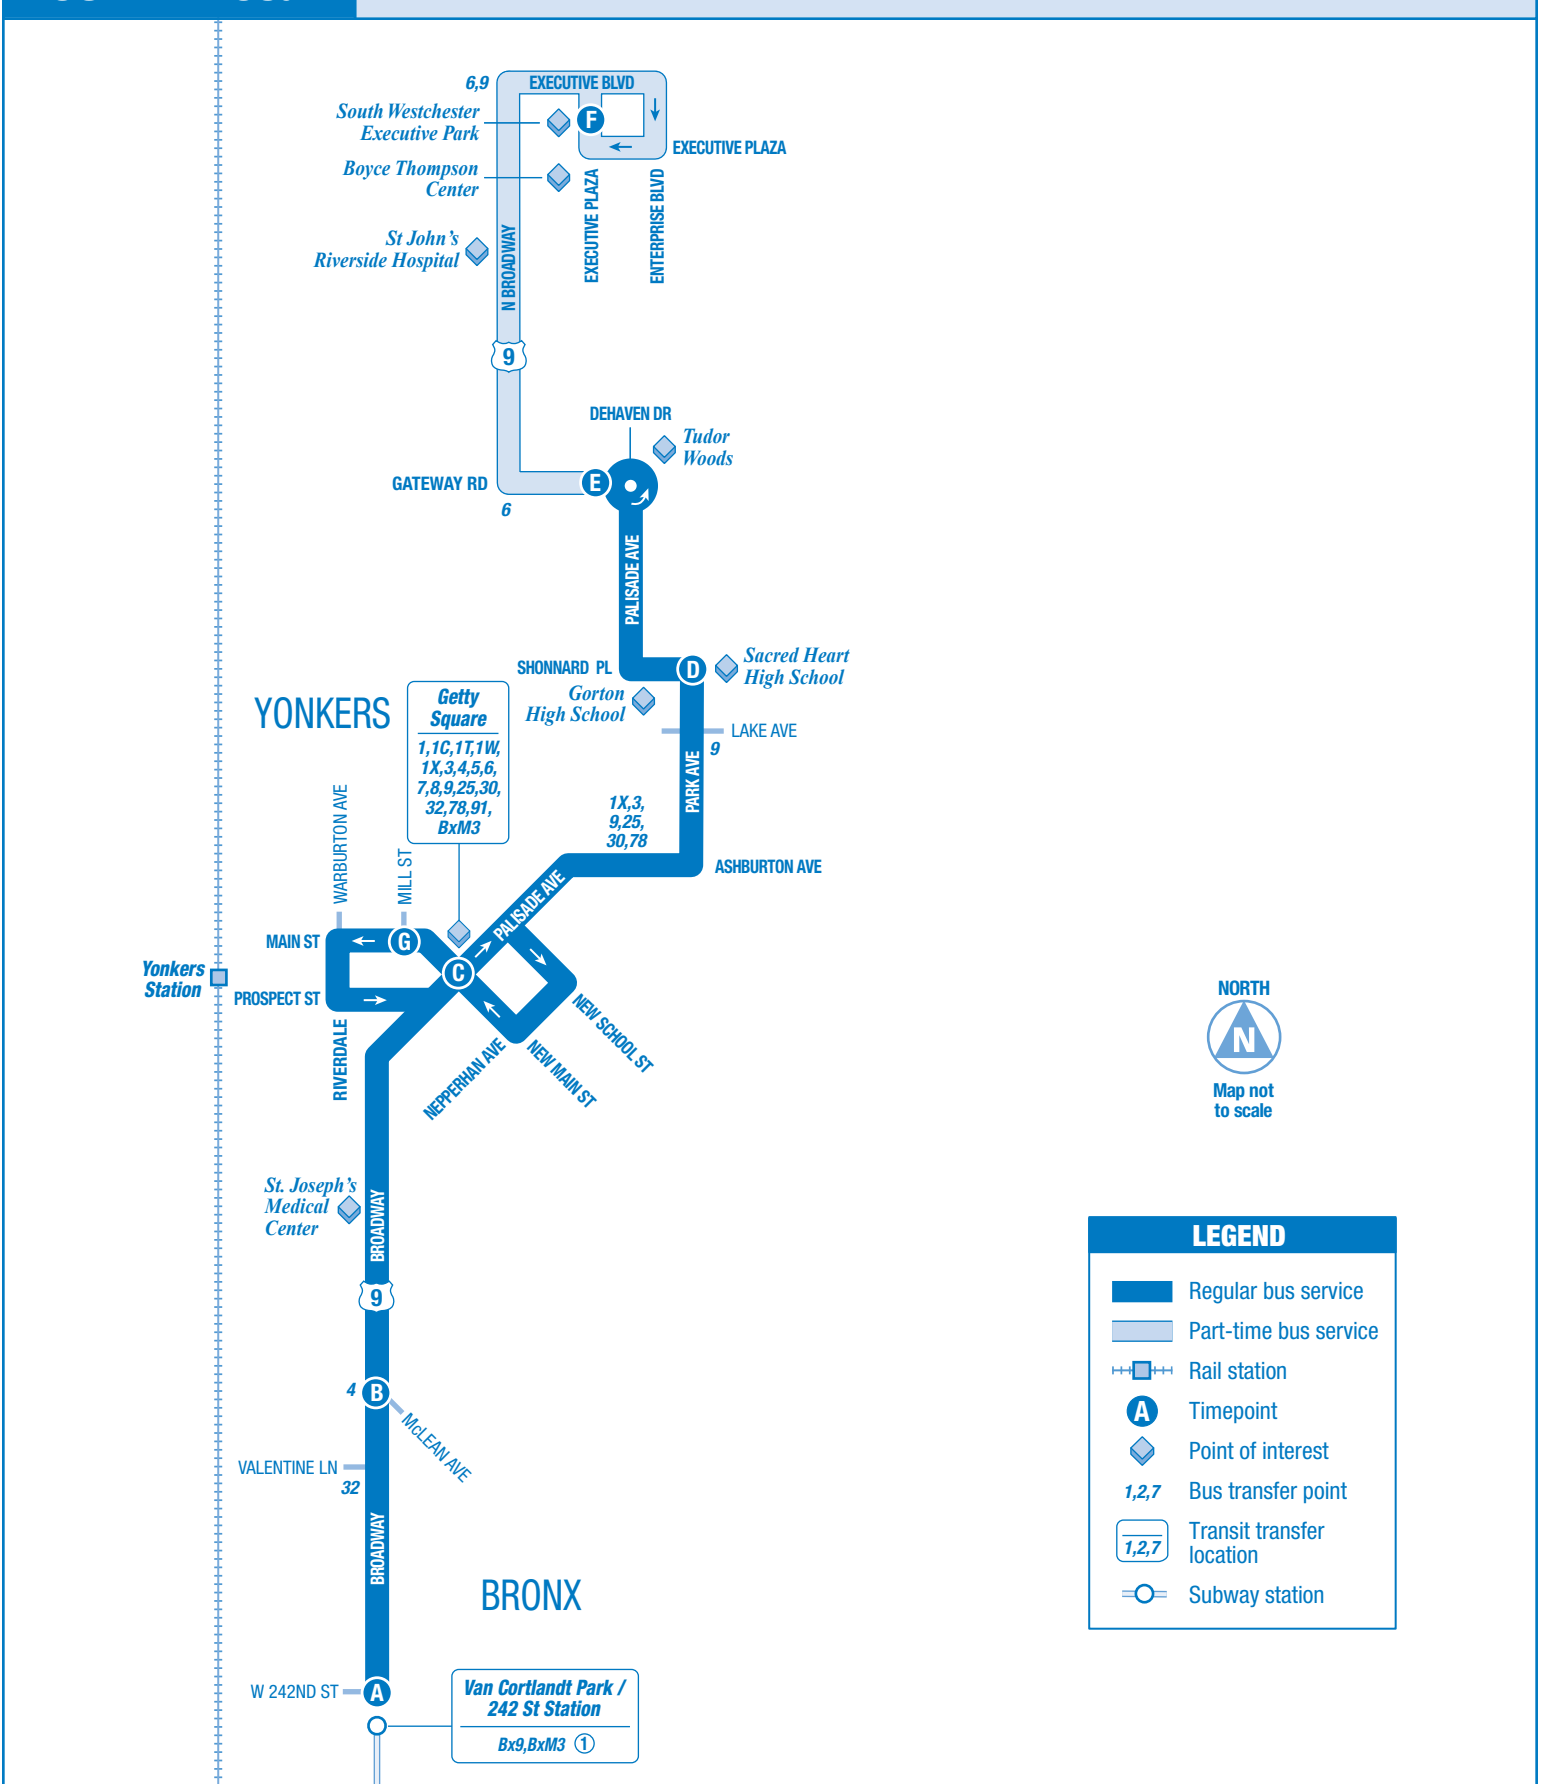 6,9
EXECUTIVE BLVD
South Westchester
Executive Park
F
EXECUTIVE PLAZA
Boyce Thompson
Center
EXECUTIVE PLAZA
ENTERPRISE BLVD
St John's
Riverside Hospital
N BROADWAY
9
DEHAVEN DR
Tudor
Woods
GATEWAY RD
E
6
PALISADE AVE
SHONNARD PL
D
Sacred Heart
High School
Gorton
High School
LAKE AVE
9
PARK AVE
YONKERS
Getty
Square
1,1C,1T,1W,
1X,3,4,5,6,
7,8,9,25,30,
32,78,91,
BxM3
1X,3,
9,25,
30,78
ASHBURTON AVE
WARBURTON AVE
MILL ST
PALISADE AVE
MAIN ST
G
C
Yonkers
Station
PROSPECT ST
RIVERDALE
NEPPERHAN AVE
NEW MAIN ST
NEW SCHOOL ST
NORTH
N
Map not
to scale
St. Joseph's
Medical
Center
BROADWAY
9
4
B
McLEAN AVE
VALENTINE LN
32
BROADWAY
BRONX
W 242ND ST
A
Van Cortlandt Park /
242 St Station
Bx9,BxM3 1
LEGEND
Regular bus service
Part-time bus service
Rail station
A
Timepoint
Point of interest
1,2,7
Bus transfer point
1,2,7
Transit transfer
location
Subway station